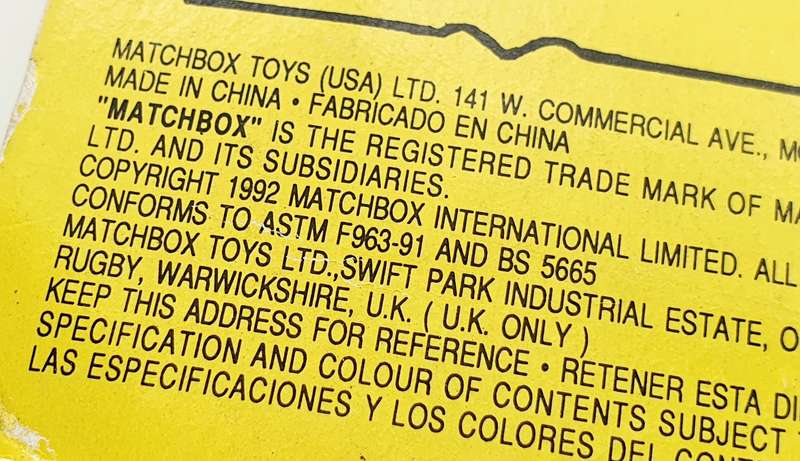 MATCHBOX TOYS (USA) LTD. 141 W. COMMERCIAL AVE.,
MADE IN CHINA • FABRICADO EN CHINA
"MATCHBOX" IS THE REGISTERED TRADE MARK OF
LTD. AND ITS SUBSIDIARIES.
COPYRIGHT 1992 MATCHBOX INTERNATIONAL LIMITED. ALL
CONFORMS TO ASTM F963-91 AND BS 5665
MATCHBOX TOYS LTD.,SWIFT PARK INDUSTRIAL ESTATE,
RUGBY, WARWICKSHIRE, U.K. ( U.K. ONLY )
KEEP THIS ADDRESS FOR REFERENCE • RETENER ESTA
SPECIFICATION AND COLOUR OF CONTENTS SUBJECT
LAS ESPECIFICACIONES Y LOS COLORES DEL